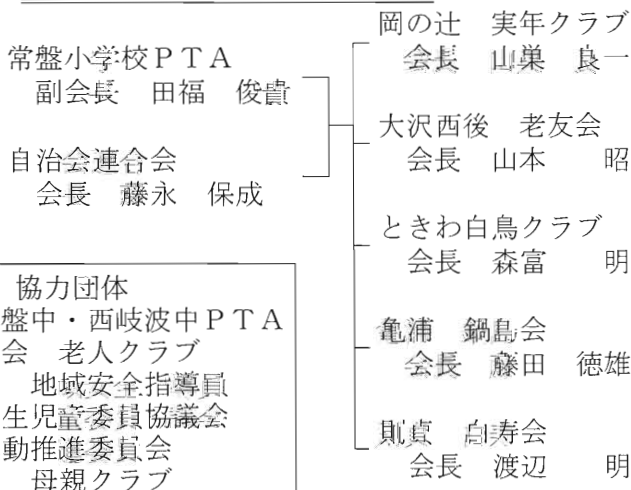 常盤小学校PTA
副会長 田福 俊貴
自治会連合会
会長 藤永 保成
協力団体
盤中・西岐波中PTA
会 老人クラブ
地域安全指導員
生児童委員協議会
動推進委員会
母親クラブ
岡の辻 実年クラブ
会長 山巣 良一
大沢西後 老友会
会長 山本 昭
ときわ白鳥クラブ
会長 森富 明
亀浦 鍋島会
会長 藤田 徳雄
則貞 白寿会
会長 渡辺 明